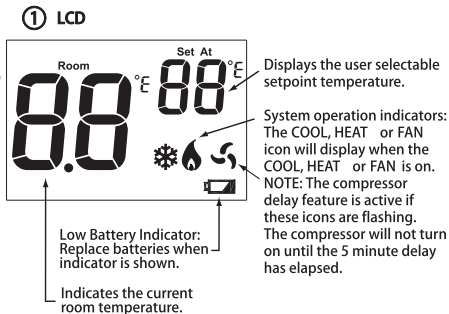 ① LCD
Room
8.8 °F
Set At
88 °F
Displays the user selectable
setpoint temperature.
System operation indicators:
The COOL, HEAT or FAN
icon will display when the
COOL, HEAT or FAN is on.
NOTE: The compressor
delay feature is active if
these icons are flashing.
The compressor will not turn
on until the 5 minute delay
has elapsed.
Low Battery Indicator:
Replace batteries when
indicator is shown.
Indicates the current
room temperature.